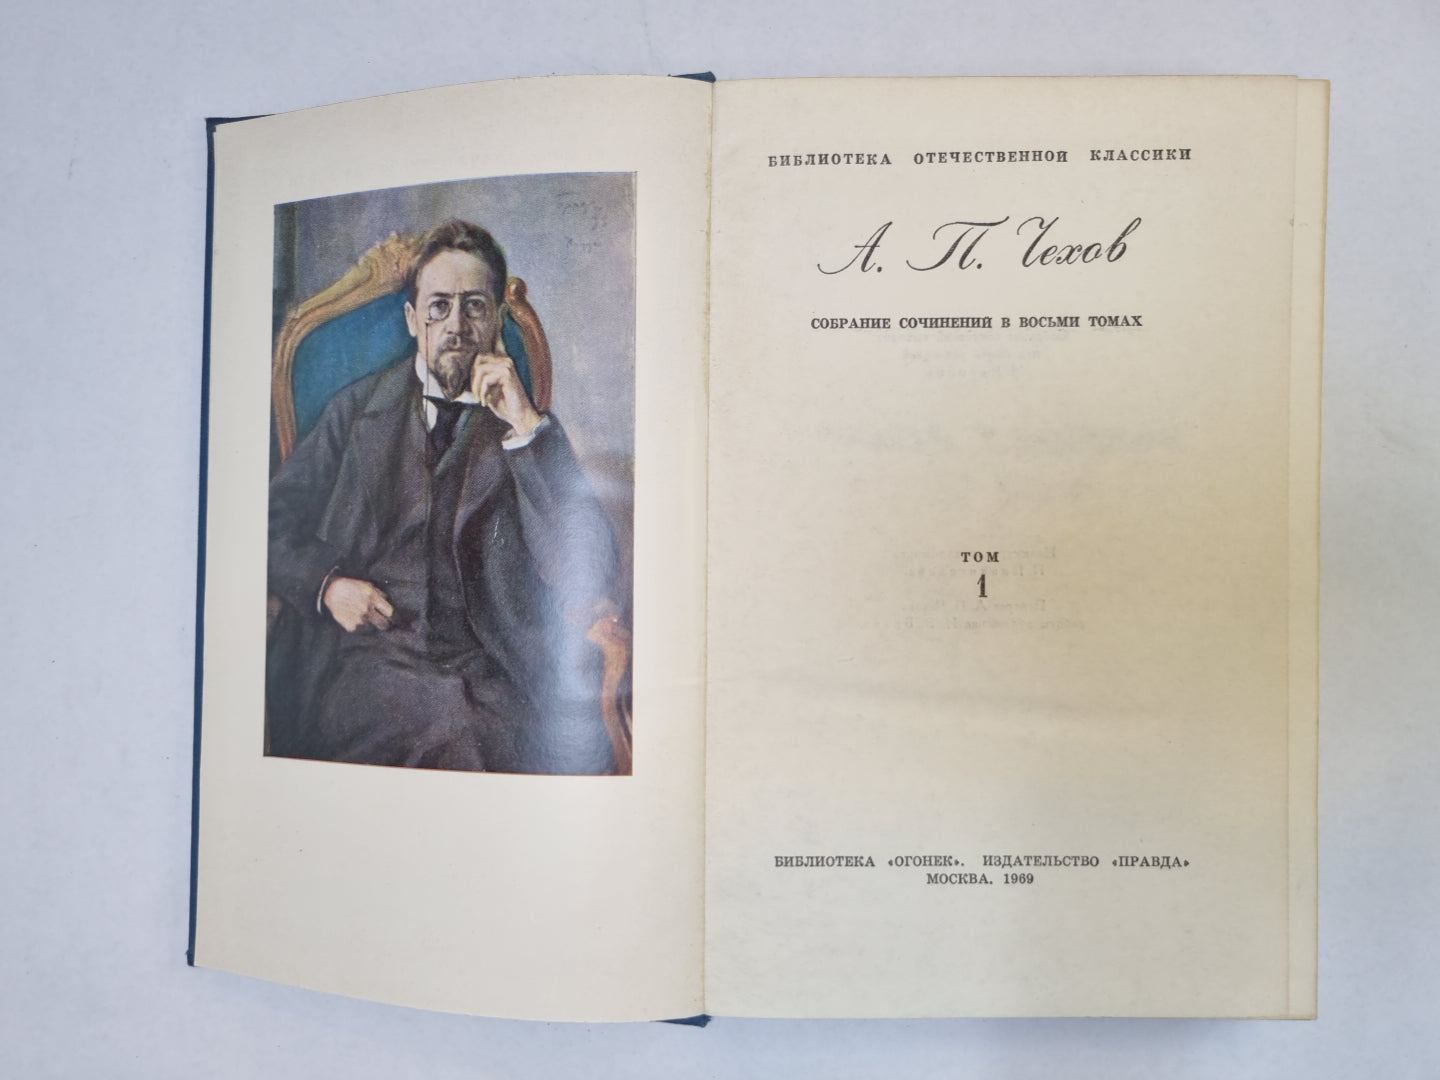 БИБЛИОТЕКА ОТЕЧЕСТВЕННОЙ КЛАССИКИ
А. П. Чехов
СОБРАНИЕ СОЧИНЕНИЙ В ВОСЬМИ ТОМАХ
ТОМ
1
БИБЛИОТЕКА «ОГОНЕК». ИЗДАТЕЛЬСТВО «ПРАВДА»
МОСКВА. 1969